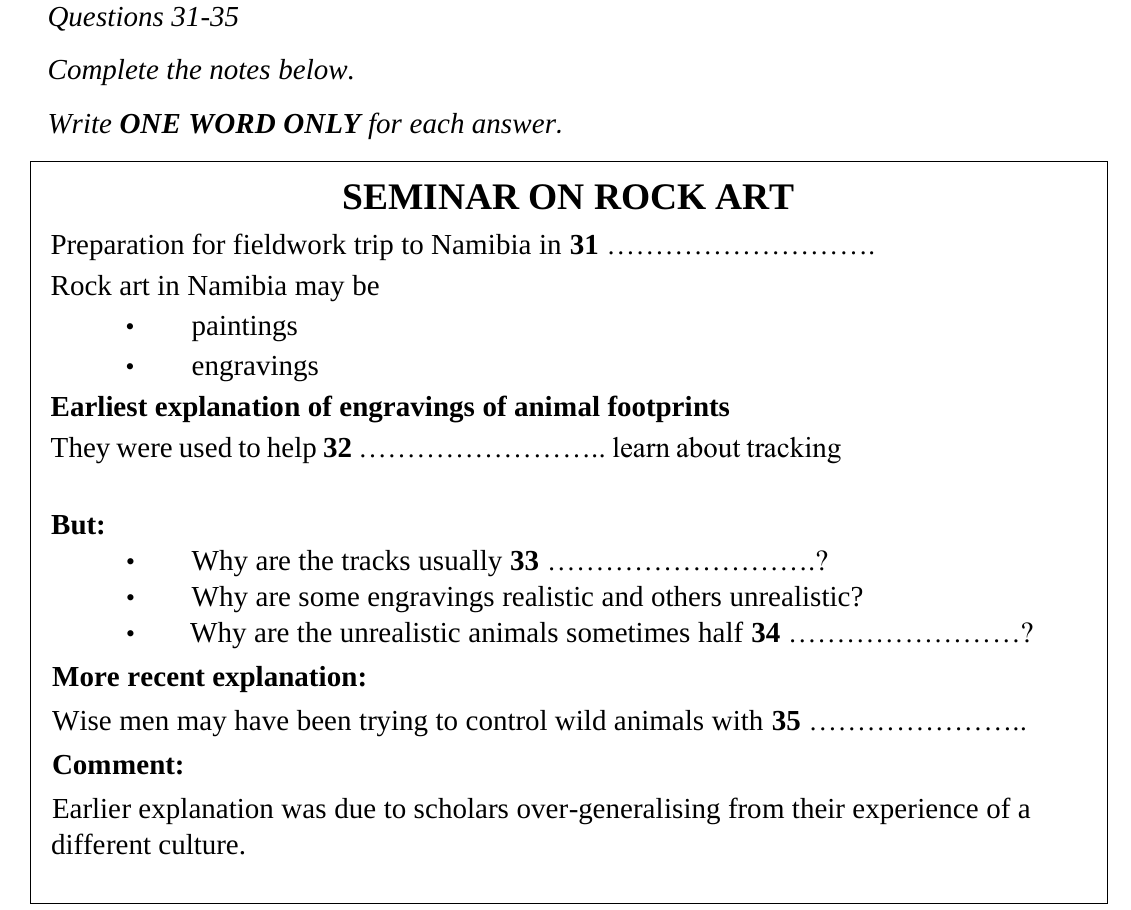 Questions 31-35
Complete the notes below.
Write ONE WORD ONLY for each answer.
SEMINAR ON ROCK ART
Preparation for fieldwork trip to Namibia in 31 ……………………….
Rock art in Namibia may be
• paintings
• engravings
Earliest explanation of engravings of animal footprints
They were used to help 32 …………………….. learn about tracking
But:
• Why are the tracks usually 33 ……………………….?
• Why are some engravings realistic and others unrealistic?
• Why are the unrealistic animals sometimes half 34 ……………………?
More recent explanation:
Wise men may have been trying to control wild animals with 35 …………………..
Comment:
Earlier explanation was due to scholars over-generalising from their experience of a
different culture.